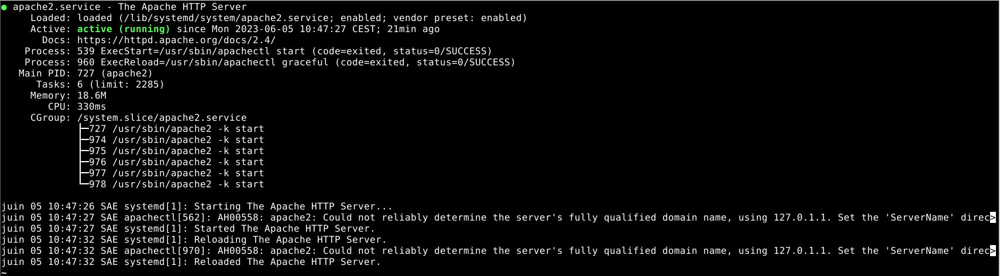 ● apache2.service - The Apache HTTP Server
     Loaded: loaded (/lib/systemd/system/apache2.service; enabled; vendor preset: enabled)
     Active: active (running) since Mon 2023-06-05 10:47:27 CEST; 21min ago
       Docs: https://httpd.apache.org/docs/2.4/
    Process: 539 ExecStart=/usr/sbin/apachectl start (code=exited, status=0/SUCCESS)
    Process: 960 ExecReload=/usr/sbin/apachectl graceful (code=exited, status=0/SUCCESS)
   Main PID: 727 (apache2)
      Tasks: 6 (limit: 2285)
     Memory: 18.6M
        CPU: 330ms
     CGroup: /system.slice/apache2.service
             ├─727 /usr/sbin/apache2 -k start
             ├─974 /usr/sbin/apache2 -k start
             ├─975 /usr/sbin/apache2 -k start
             ├─976 /usr/sbin/apache2 -k start
             ├─977 /usr/sbin/apache2 -k start
             └─978 /usr/sbin/apache2 -k start

juin 05 10:47:26 SAE systemd[1]: Starting The Apache HTTP Server...
juin 05 10:47:27 SAE apachectl[562]: AH00558: apache2: Could not reliably determine the server's fully qualified domain name, using 127.0.1.1. Set the 'ServerName' direc>
juin 05 10:47:27 SAE systemd[1]: Started The Apache HTTP Server.
juin 05 10:47:32 SAE systemd[1]: Reloading The Apache HTTP Server.
juin 05 10:47:32 SAE apachectl[970]: AH00558: apache2: Could not reliably determine the server's fully qualified domain name, using 127.0.1.1. Set the 'ServerName' direc>
juin 05 10:47:32 SAE systemd[1]: Reloaded The Apache HTTP Server.
~